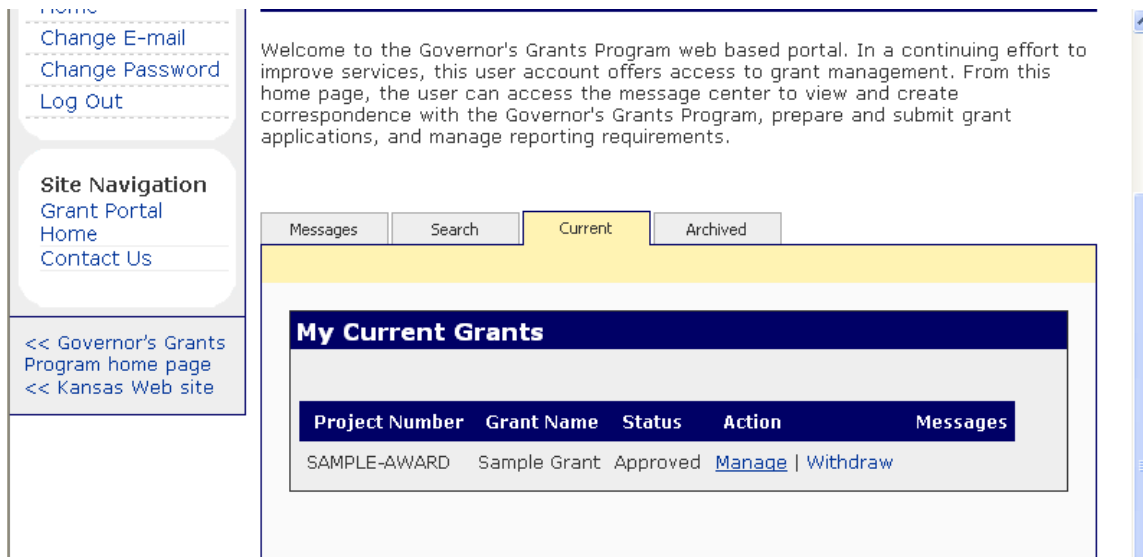 Home
Change E-mail
Change Password
Log Out
Site Navigation
Grant Portal
Home
Contact Us
<< Governor's Grants
Program home page
<< Kansas Web site
Welcome to the Governor's Grants Program web based portal. In a continuing effort to
improve services, this user account offers access to grant management. From this
home page, the user can access the message center to view and create
correspondence with the Governor's Grants Program, prepare and submit grant
applications, and manage reporting requirements.
Messages Search Current Archived
My Current Grants
Project Number Grant Name Status Action Messages
SAMPLE-AWARD Sample Grant Approved Manage | Withdraw